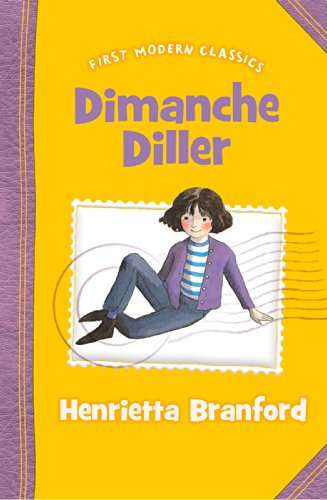 FIRST MODERN CLASSICS
Dimanche
Diller
Henrietta Branford